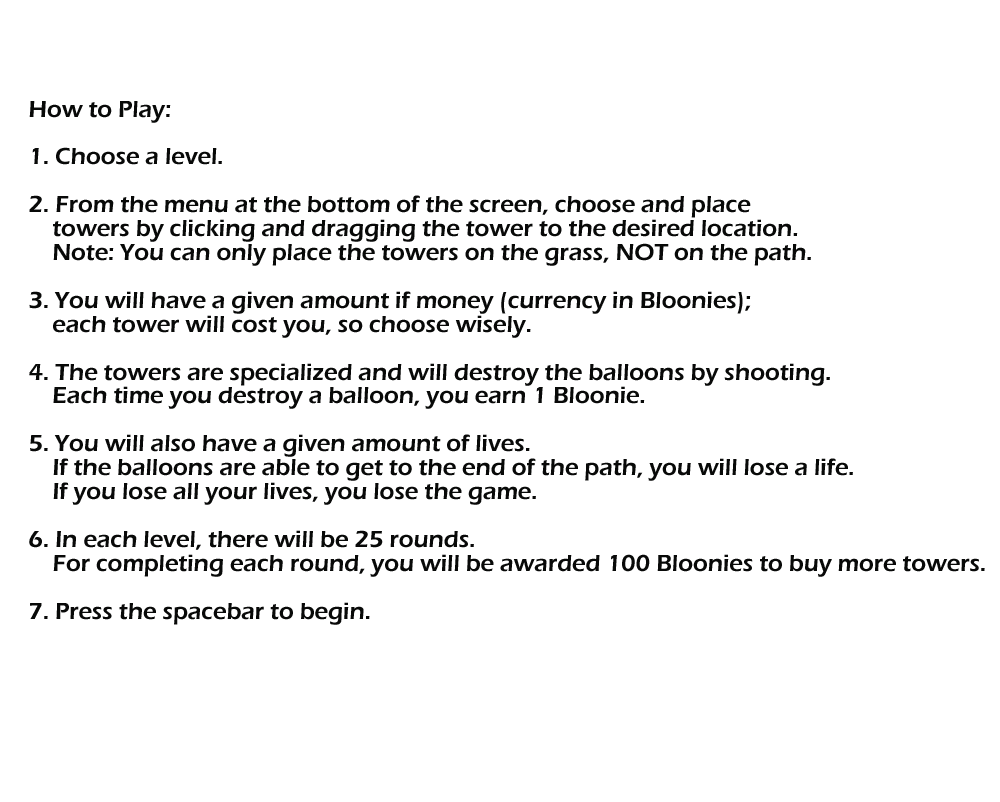 How to Play:
1. Choose a level.
2. From the menu at the bottom of the screen, choose and place
towers by clicking and dragging the tower to the desired location.
Note: You can only place the towers on the grass, NOT on the path.
3. You will have a given amount if money (currency in Bloonies);
each tower will cost you, so choose wisely.
4. The towers are specialized and will destroy the balloons by shooting.
Each time you destroy a balloon, you earn 1 Bloonie.
5. You will also have a given amount of lives.
If the balloons are able to get to the end of the path, you will lose a life.
If you lose all your lives, you lose the game.
6. In each level, there will be 25 rounds.
For completing each round, you will be awarded 100 Bloonies to buy more towers.
7. Press the spacebar to begin.